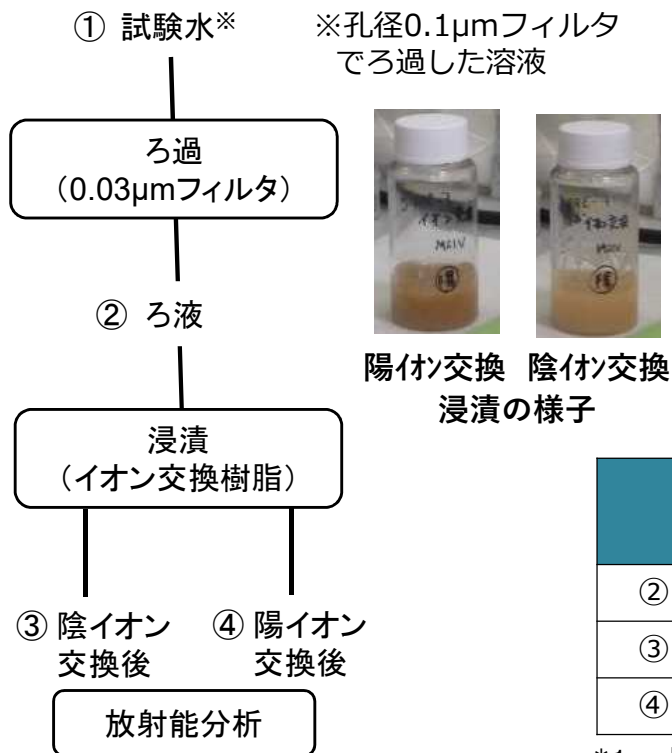 ① 試験水※
※孔径0.1μmフィルタ
でろ過した溶液
ろ過
（0.03μmフィルタ）
② ろ液
陽イオン交換 陰イオン交換
浸漬の様子
浸漬
（イオン交換樹脂）
③ 陰イオン
交換後
④ 陽イオン
交換後
放射能分析
②
③
④